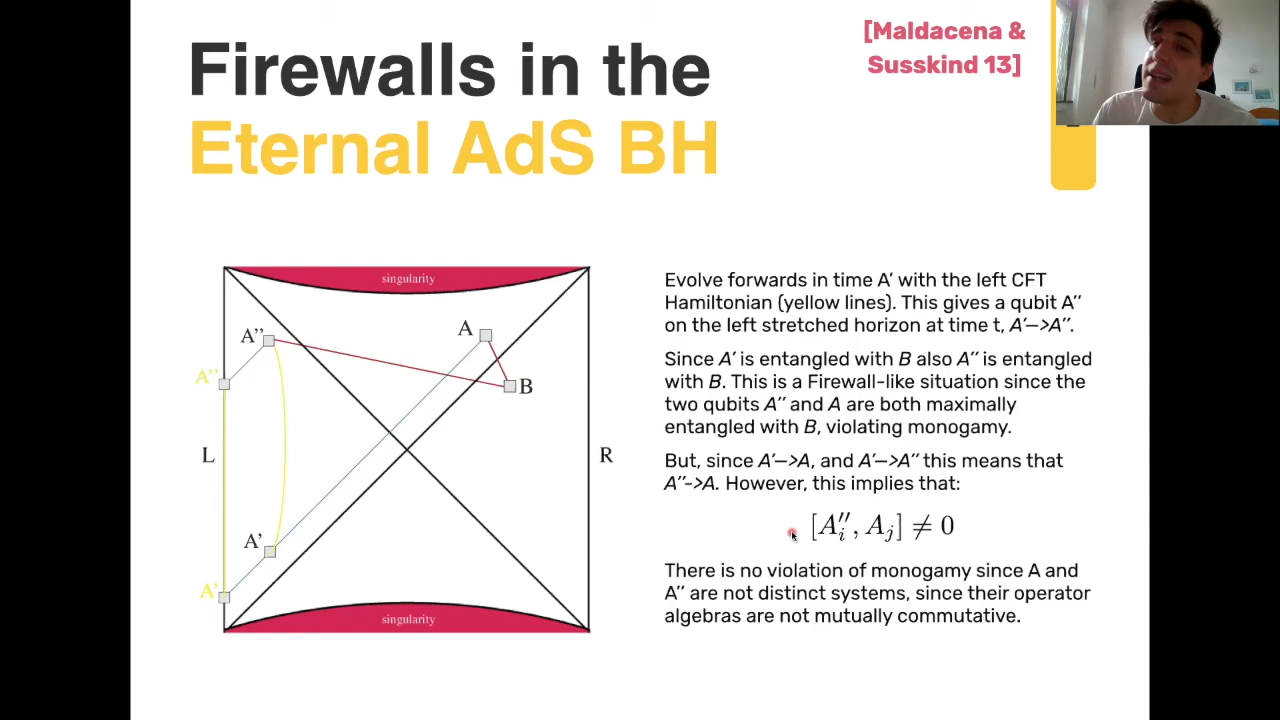 Firewalls in the
Eternal AdS BH
[Maldacena &
Susskind 13]
singularity
A''
A
A''
B
L
R
A'
A'
singularity
Evolve forwards in time A’ with the left CFT
Hamiltonian (yellow lines). This gives a qubit A’’
on the left stretched horizon at time t, A’—>A’’.
Since A’ is entangled with B also A’’ is entangled
with B. This is a Firewall-like situation since the
two qubits A’’ and A are both maximally
entangled with B, violating monogamy.
But, since A’—>A, and A’—>A’’ this means that
A’’->A. However, this implies that:
[A''_i, A_j] ≠ 0
There is no violation of monogamy since A and
A’’ are not distinct systems, since their operator
algebras are not mutually commutative.